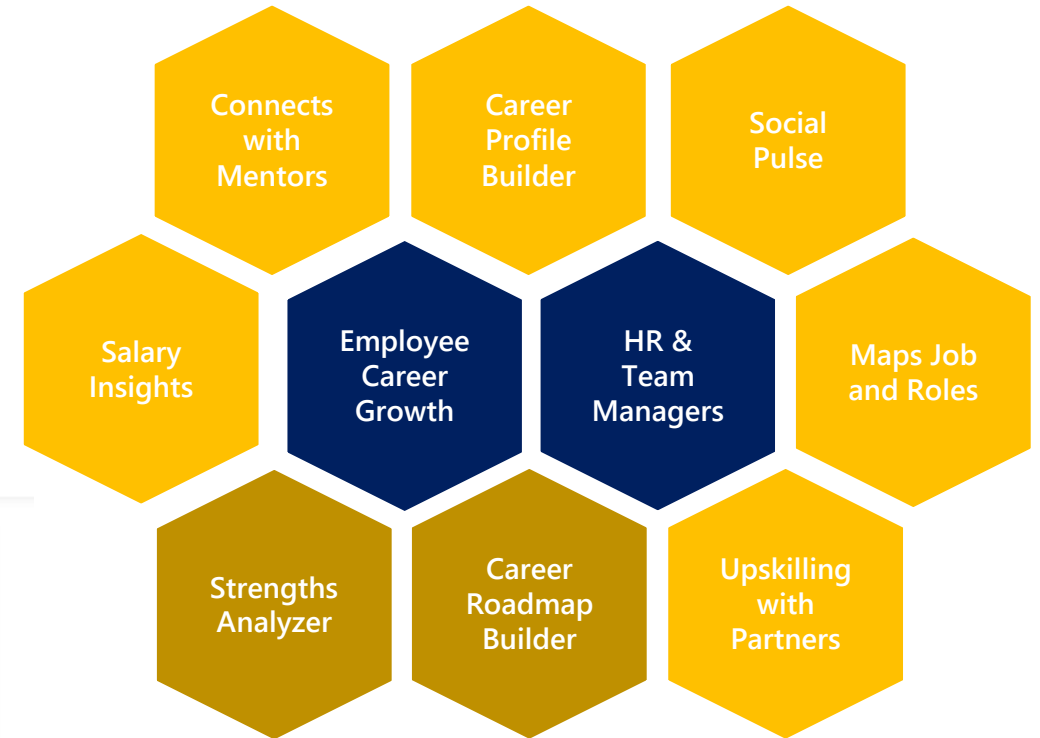 Connects
with
Mentors
Career
Profile
Builder
Social
Pulse
Salary
Insights
Employee
Career
Growth
HR &
Team
Managers
Maps Job
and Roles
Strengths
Analyzer
Career
Roadmap
Builder
Upskilling
with
Partners